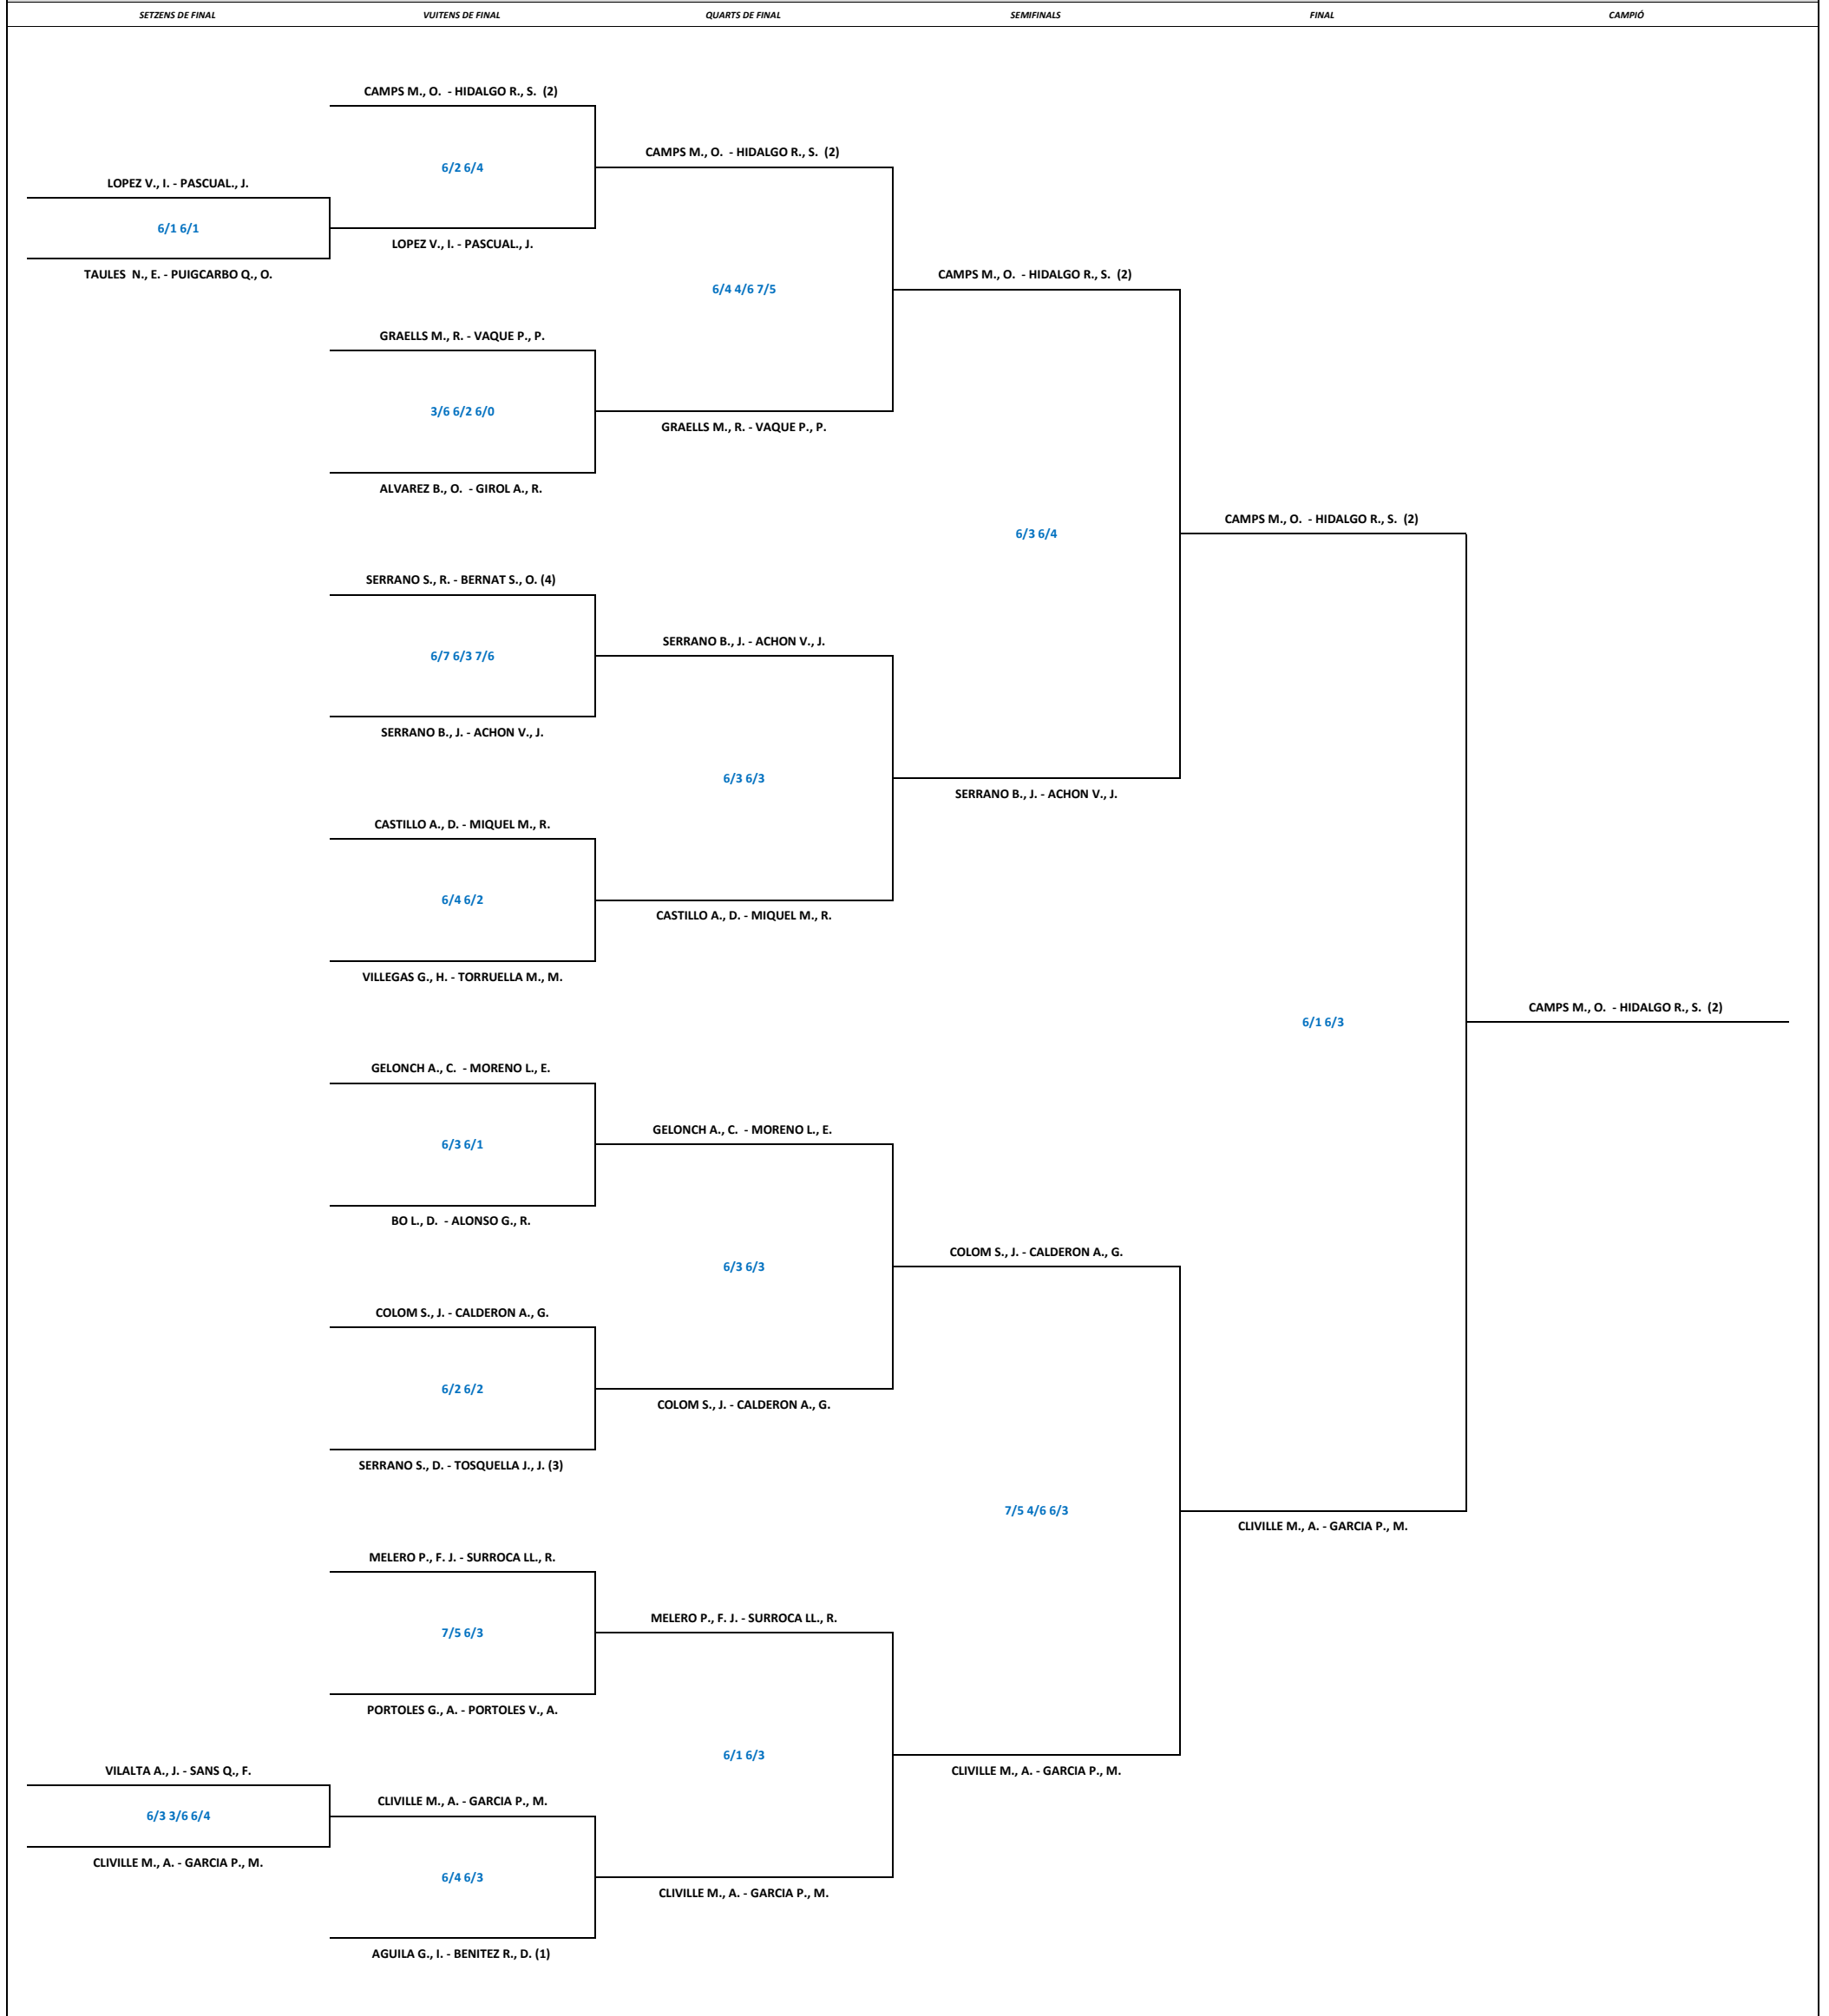 SETZENS DE FINAL VUITENS DE FINAL QUARTS DE FINAL SEMIFINALS FINAL CAMPIÓ
CAMPS M., O. - HIDALGO R., S. (2)
CAMPS M., O. - HIDALGO R., S. (2)
6/2 6/4
LOPEZ V., I. - PASCUAL., J.
6/1 6/1
LOPEZ V., I. - PASCUAL., J.
TAULES N., E. - PUIGCARBO Q., O.
CAMPS M., O. - HIDALGO R., S. (2)
6/4 4/6 7/5
GRAELLS M., R. - VAQUE P., P.
3/6 6/2 6/0
GRAELLS M., R. - VAQUE P., P.
ALVAREZ B., O. - GIROL A., R.
CAMPS M., O. - HIDALGO R., S. (2)
6/3 6/4
SERRANO S., R. - BERNAT S., O. (4)
SERRANO B., J. - ACHON V., J.
6/7 6/3 7/6
SERRANO B., J. - ACHON V., J.
6/3 6/3
SERRANO B., J. - ACHON V., J.
CASTILLO A., D. - MIQUEL M., R.
6/4 6/2
CASTILLO A., D. - MIQUEL M., R.
VILLEGAS G., H. - TORRUELLA M., M.
CAMPS M., O. - HIDALGO R., S. (2)
6/1 6/3
GELONCH A., C. - MORENO L., E.
GELONCH A., C. - MORENO L., E.
6/3 6/1
BO L., D. - ALONSO G., R.
COLOM S., J. - CALDERON A., G.
6/3 6/3
COLOM S., J. - CALDERON A., G.
6/2 6/2
COLOM S., J. - CALDERON A., G.
SERRANO S., D. - TOSQUELLA J., J. (3)
7/5 4/6 6/3
CLIVILLE M., A. - GARCIA P., M.
MELERO P., F. J. - SURROCA LL., R.
MELERO P., F. J. - SURROCA LL., R.
7/5 6/3
PORTOLES G., A. - PORTOLES V., A.
6/1 6/3
CLIVILLE M., A. - GARCIA P., M.
VILALTA A., J. - SANS Q., F.
CLIVILLE M., A. - GARCIA P., M.
6/3 3/6 6/4
CLIVILLE M., A. - GARCIA P., M.
6/4 6/3
CLIVILLE M., A. - GARCIA P., M.
AGUILA G., I. - BENITEZ R., D. (1)